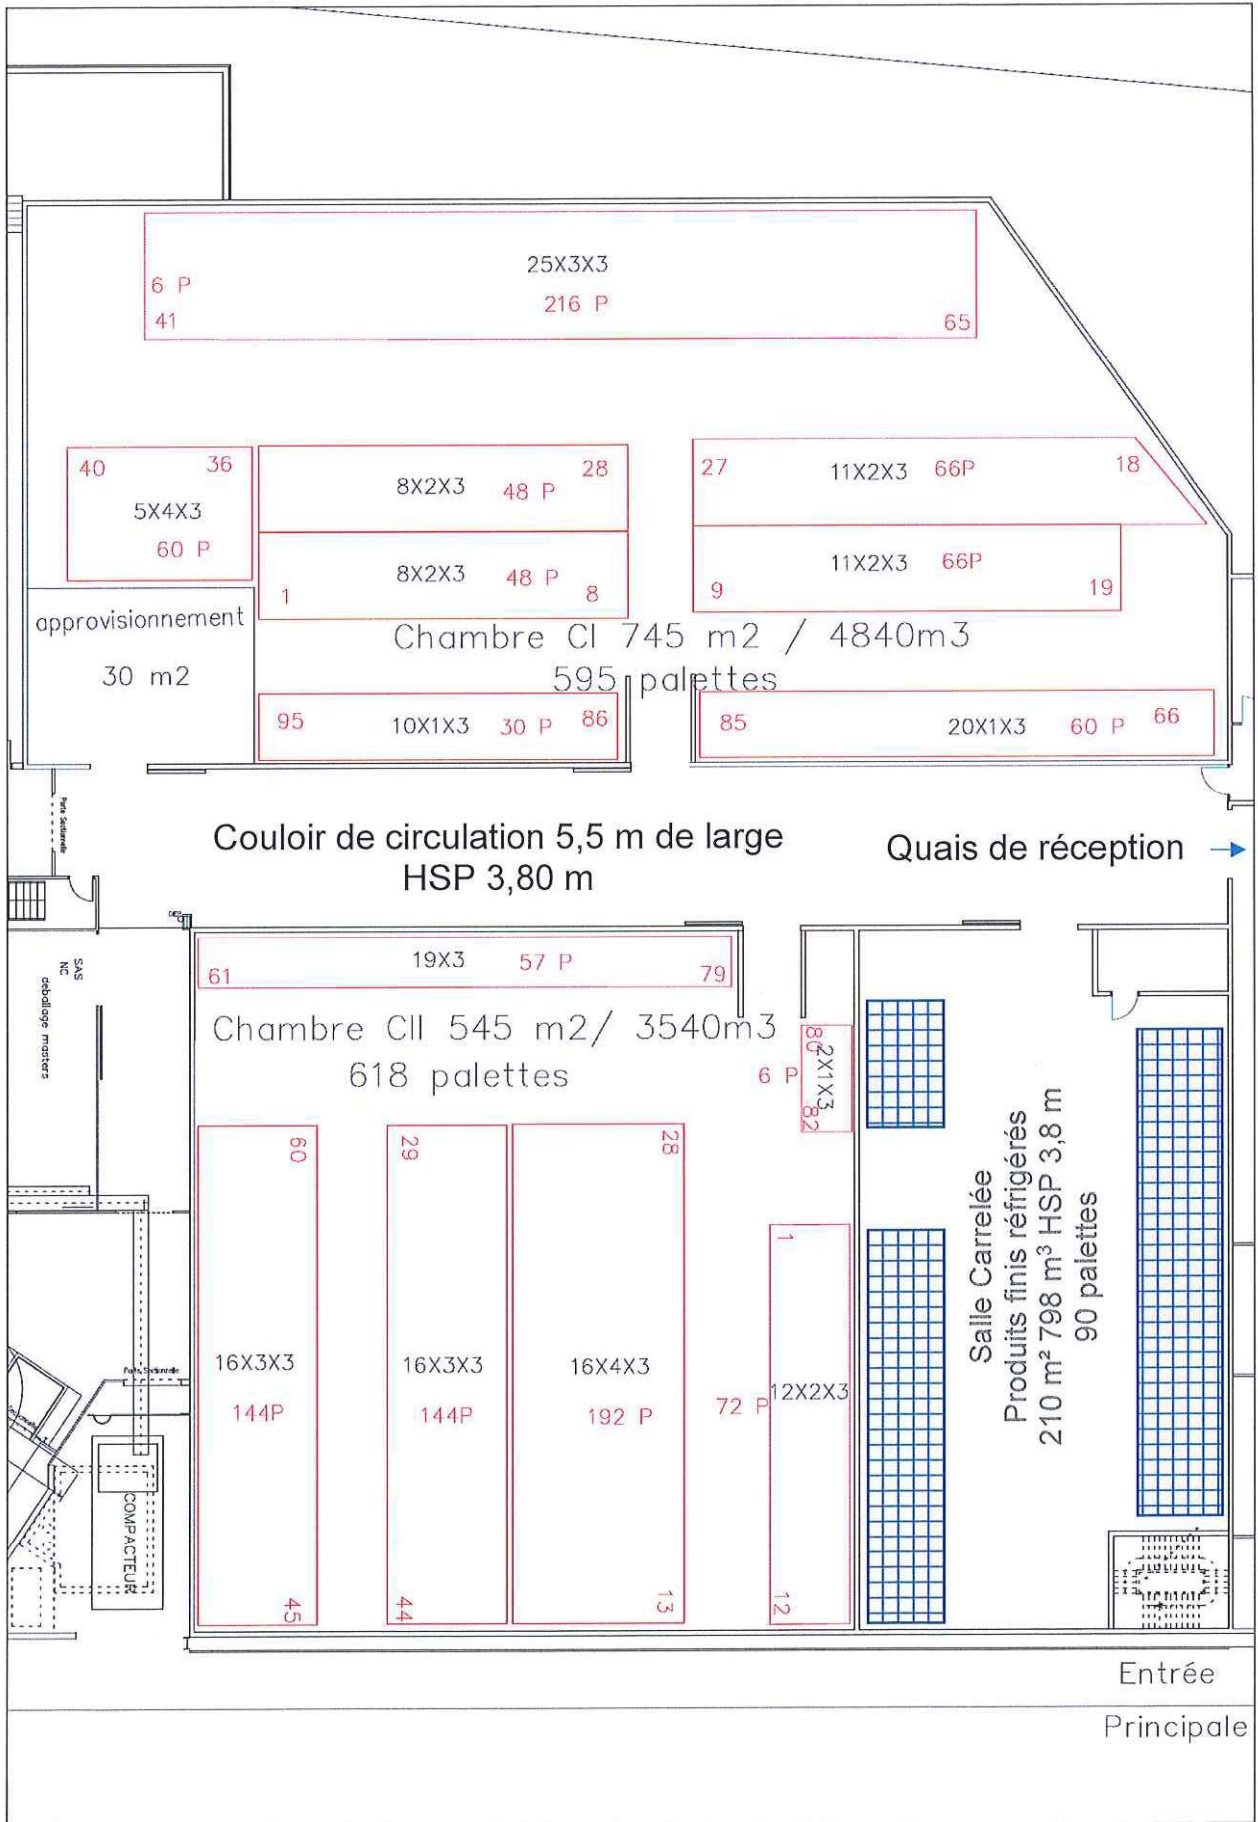 25X3X3
6 P
216 P
41
65
40
36
5X4X3
60 P
8X2X3
48 P
28
27
11X2X3
66P
18
8X2X3
48 P
1
8
11X2X3
66P
9
19
approvisionnement
30 m2
Chambre CI 745 m2 / 4840m3
595 palettes
95
10X1X3
30 P
86
85
20X1X3
60 P
66
Couloir de circulation 5,5 m de large
HSP 3,80 m
Quais de réception
19X3
57 P
61
79
SAS
NC
deballage masters
Chambre CII 545 m2/ 3540m3
618 palettes
6 P
80
2X1X3
82
60
29
28
1
16X3X3
144P
16X3X3
144P
16X4X3
192 P
72 P
12X2X3
45
44
13
12
Salle Carrelée
Produits finis réfrigérés
210 m² 798 m³ HSP 3,8 m
90 palettes
COMPACTEUR
Entrée
Principale